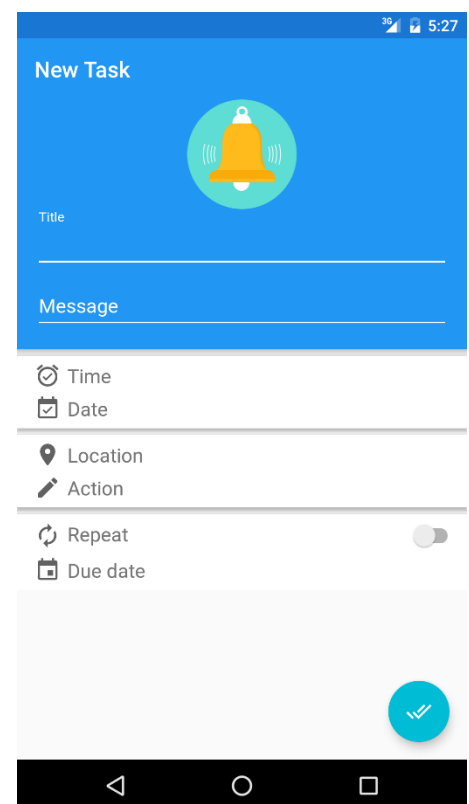 3G 5:27
New Task
Title
Message
Time
Date
Location
Action
Repeat
Due date